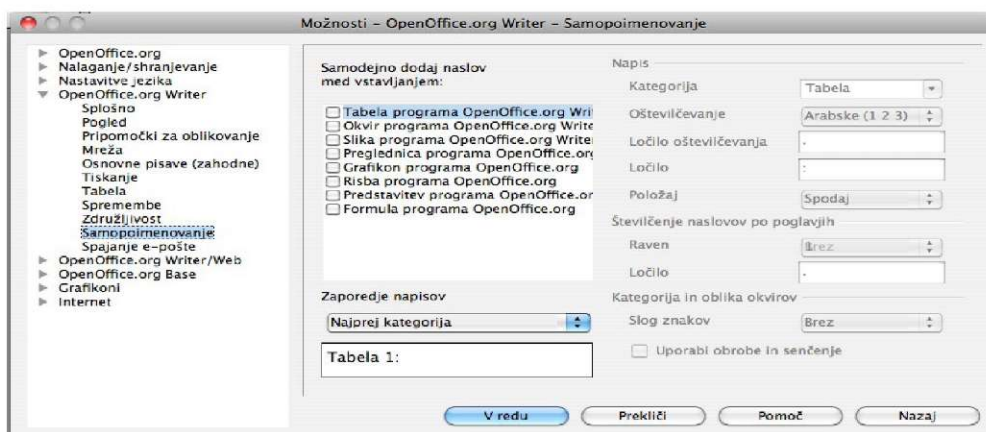 Možnosti – OpenOffice.org Writer – Samopoimenovanje
OpenOffice.org
Nalaganje/shranjevanje
Nastavitve jezika
OpenOffice.org Writer
Splošno
Pogled
Pripomočki za oblikovanje
Mreža
Osnovne pisave (zahodne)
Tiskanje
Tabela
Spremembe
Združljivost
Samopoimenovanje
Spajanje e-pošte
OpenOffice.org Writer/Web
OpenOffice.org Base
Grafikoni
Internet
Samodejno dodaj naslov
med vstavljanjem:
Tabela programa OpenOffice.org Wri
Okvir programa OpenOffice.org Write
Slika programa OpenOffice.org Writer
Preglednica programa OpenOffice.org
Grafikon programa OpenOffice.org
Risba programa OpenOffice.org
Predstavitev programa OpenOffice.or
Formula programa OpenOffice.org
Zaporedje napisov
Najprej kategorija
Tabela 1:
Napis
Kategorija Tabela
Oštevilčevanje Arabske (1 2 3)
Ločilo oštevilčevanja .
Ločilo :
Položaj Spodaj
Številčenje naslovov po poglavjih
Raven Brez
Ločilo .
Kategorija in oblika okvirov
Slog znakov Brez
Uporabi obrobe in senčenje
V redu Prekliči Pomoč Nazaj